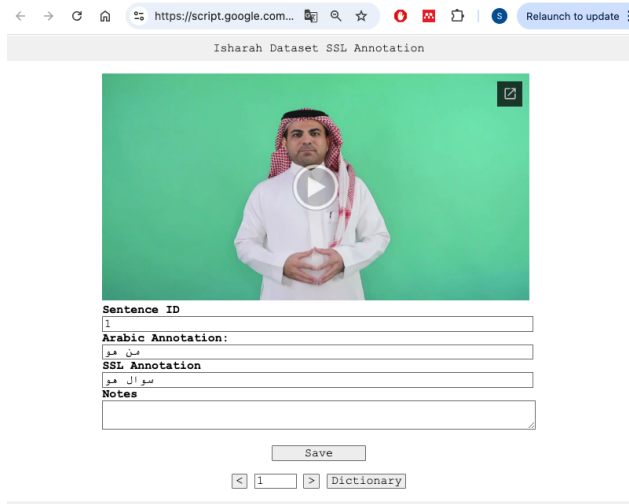 https://script.google.com...
S
Relaunch to update
Isharah Dataset SSL Annotation
Sentence ID
1
Arabic Annotation:
من هو
SSL Annotation
سوال هو
Notes
Save
< 1 > Dictionary